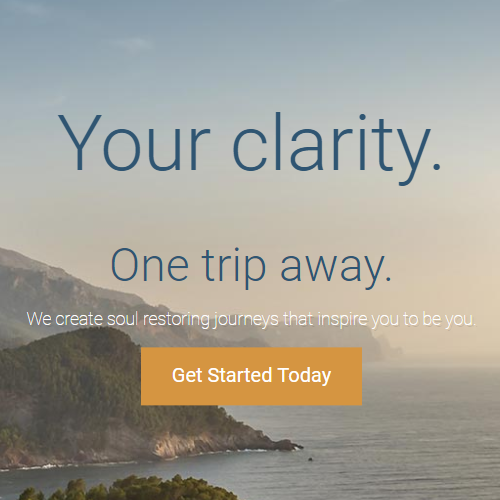 Your clarity.
One trip away.
We create soul restoring journeys that inspire you to be you.
Get Started Today